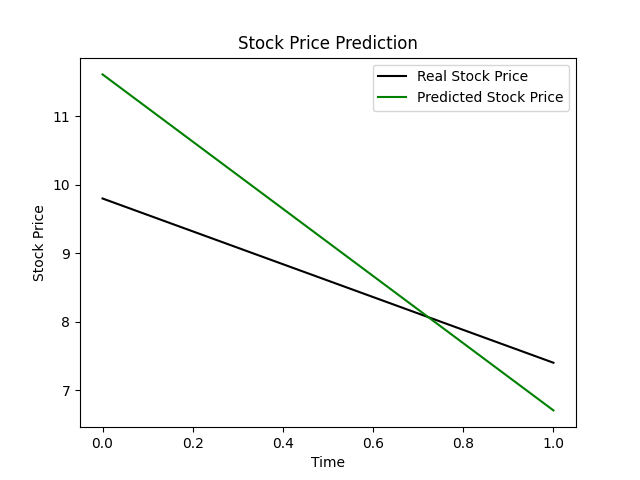 Stock Price Prediction
Real Stock Price
Predicted Stock Price
Stock Price
11
10
9
8
7
0.0 0.2 0.4 0.6 0.8 1.0
Time